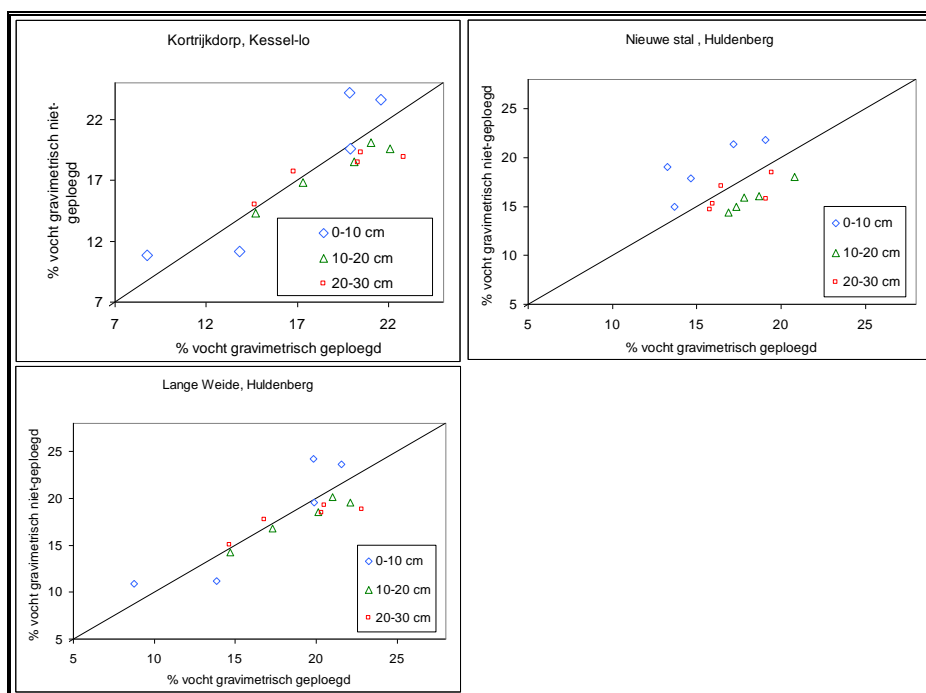 Kortrijkdorp, Kessel-lo
% vocht gravimetrisch niet-
geploegd
22
17
12
7
0-10 cm
10-20 cm
20-30 cm
7
12
17
22
% vocht gravimetrisch geploegd
Nieuwe stal , Huldenberg
% vocht gravimetrisch niet-geploegd
25
20
15
10
5
0-10 cm
10-20 cm
20-30 cm
5
10
15
20
25
% vocht gravimetrisch geploegd
Lange Weide, Huldenberg
% vocht gravimetrisch niet-geploegd
25
20
15
10
5
0-10 cm
10-20 cm
20-30 cm
5
10
15
20
25
% vocht gravimetrisch geploegd